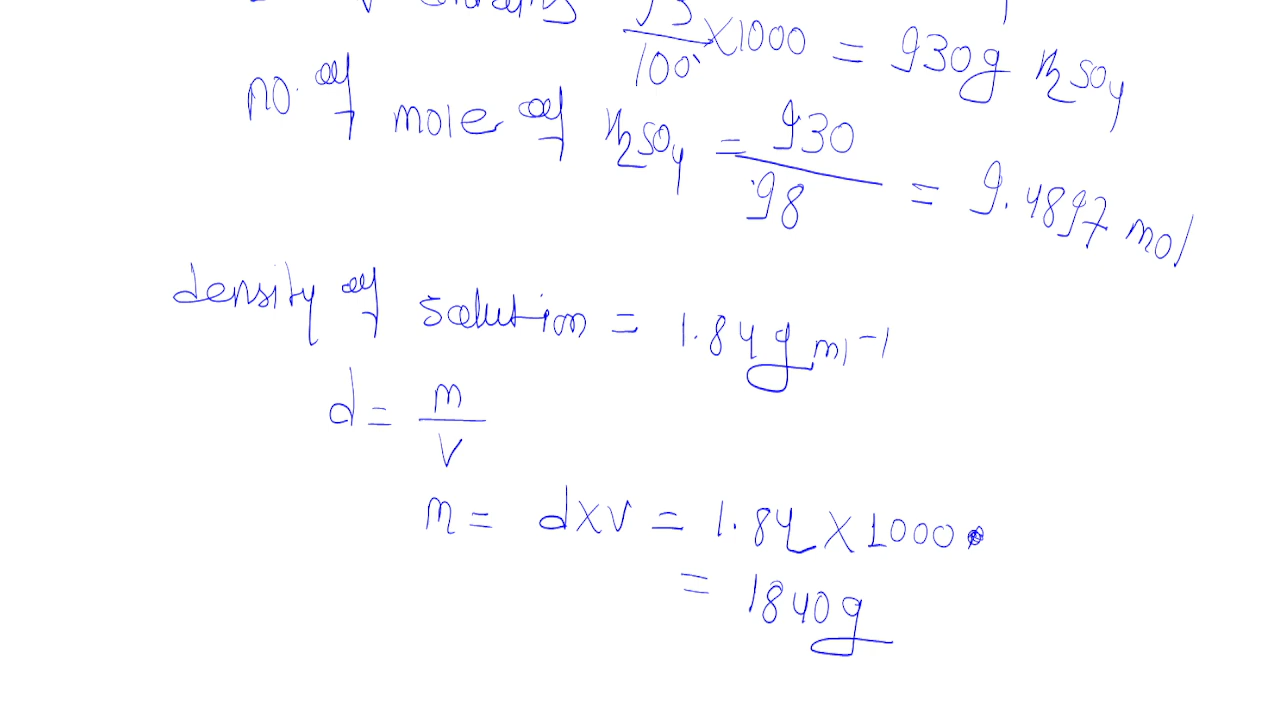 100 × 1000 = 930g H2SO4
no. of mole of H2SO4 = 930 / 98 = 9.4897 mol
density of solution = 1.84 g ml⁻¹
d = m / V
m = d×v = 1.84 × 1000
= 1840g